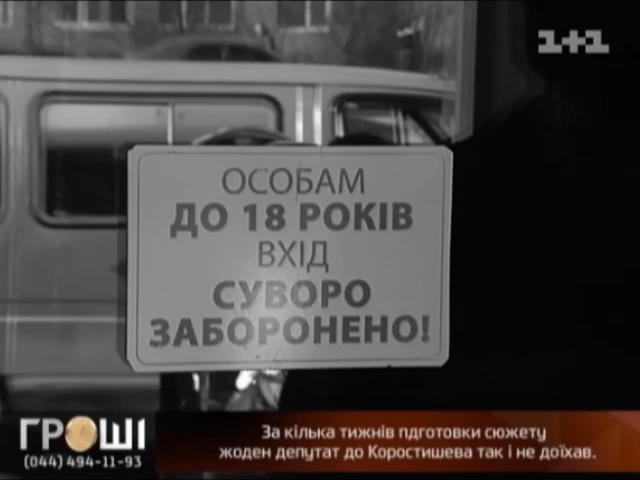 1+1
ОСОБАМ
ДО 18 РОКІВ
ВХІД
СУВОРО
ЗАБОРОНЕНО!
ГРОШІ
(044) 494-11-93
За кілька тижнів пдготовки сюжету
жоден депутат до Коростишева так і не доїхав.